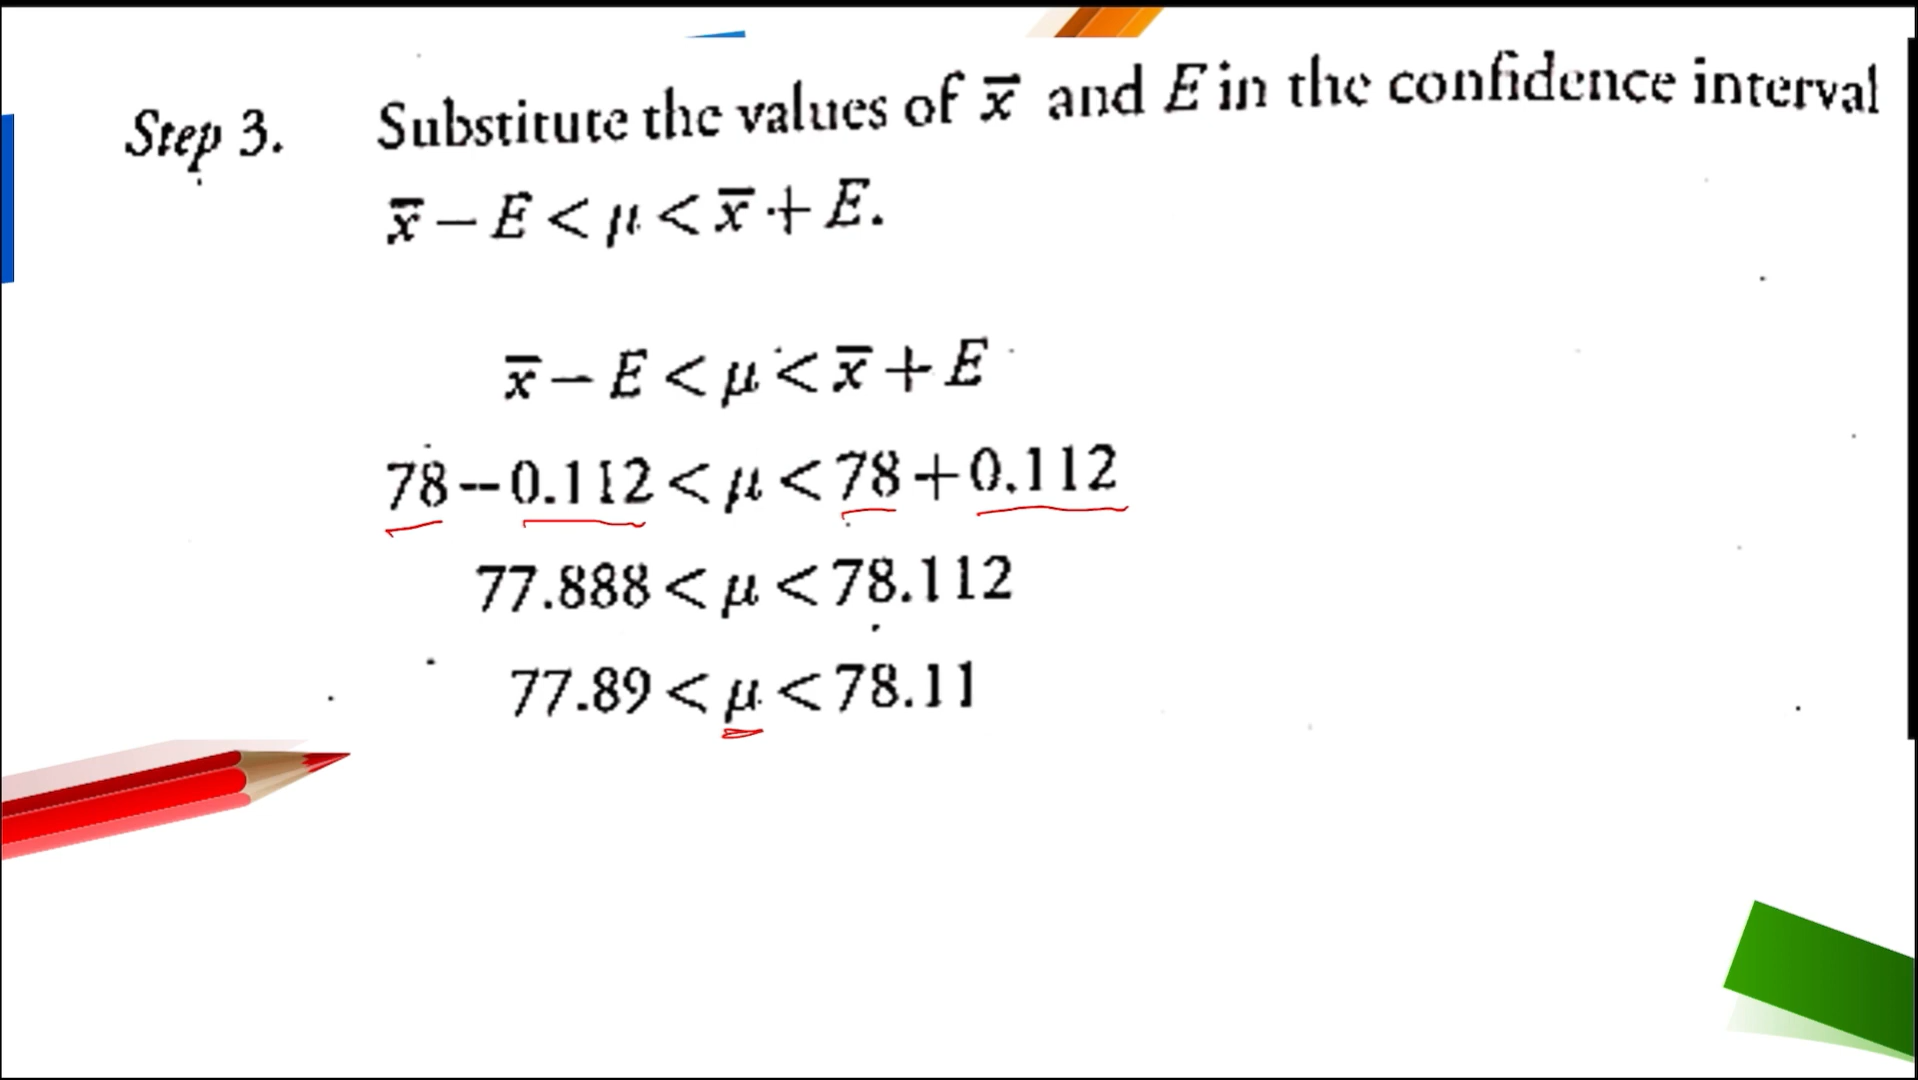 Step 3. Substitute the values of x̄ and E in the confidence interval
x̄ − E < μ < x̄ + E.
x̄ − E < μ < x̄ + E
78 − 0.112 < μ < 78 + 0.112
77.888 < μ < 78.112
77.89 < μ < 78.11